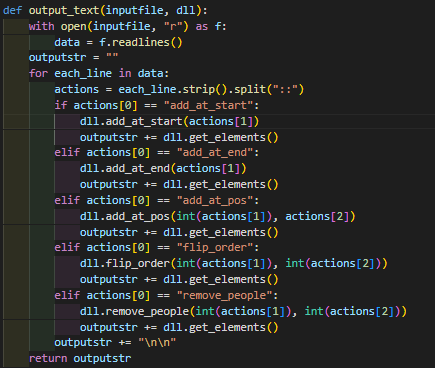 def output_text(inputfile, dll):
    with open(inputfile, "r") as f:
        data = f.readlines()
    outputstr = ""
    for each_line in data:
        actions = each_line.strip().split("::")
        if actions[0] == "add_at_start":
            dll.add_at_start(actions[1])
            outputstr += dll.get_elements()
        elif actions[0] == "add_at_end":
            dll.add_at_end(actions[1])
            outputstr += dll.get_elements()
        elif actions[0] == "add_at_pos":
            dll.add_at_pos(int(actions[1]), actions[2])
            outputstr += dll.get_elements()
        elif actions[0] == "flip_order":
            dll.flip_order(int(actions[1]), int(actions[2]))
            outputstr += dll.get_elements()
        elif actions[0] == "remove_people":
            dll.remove_people(int(actions[1]), int(actions[2]))
            outputstr += dll.get_elements()
        outputstr += "\n\n"
    return outputstr